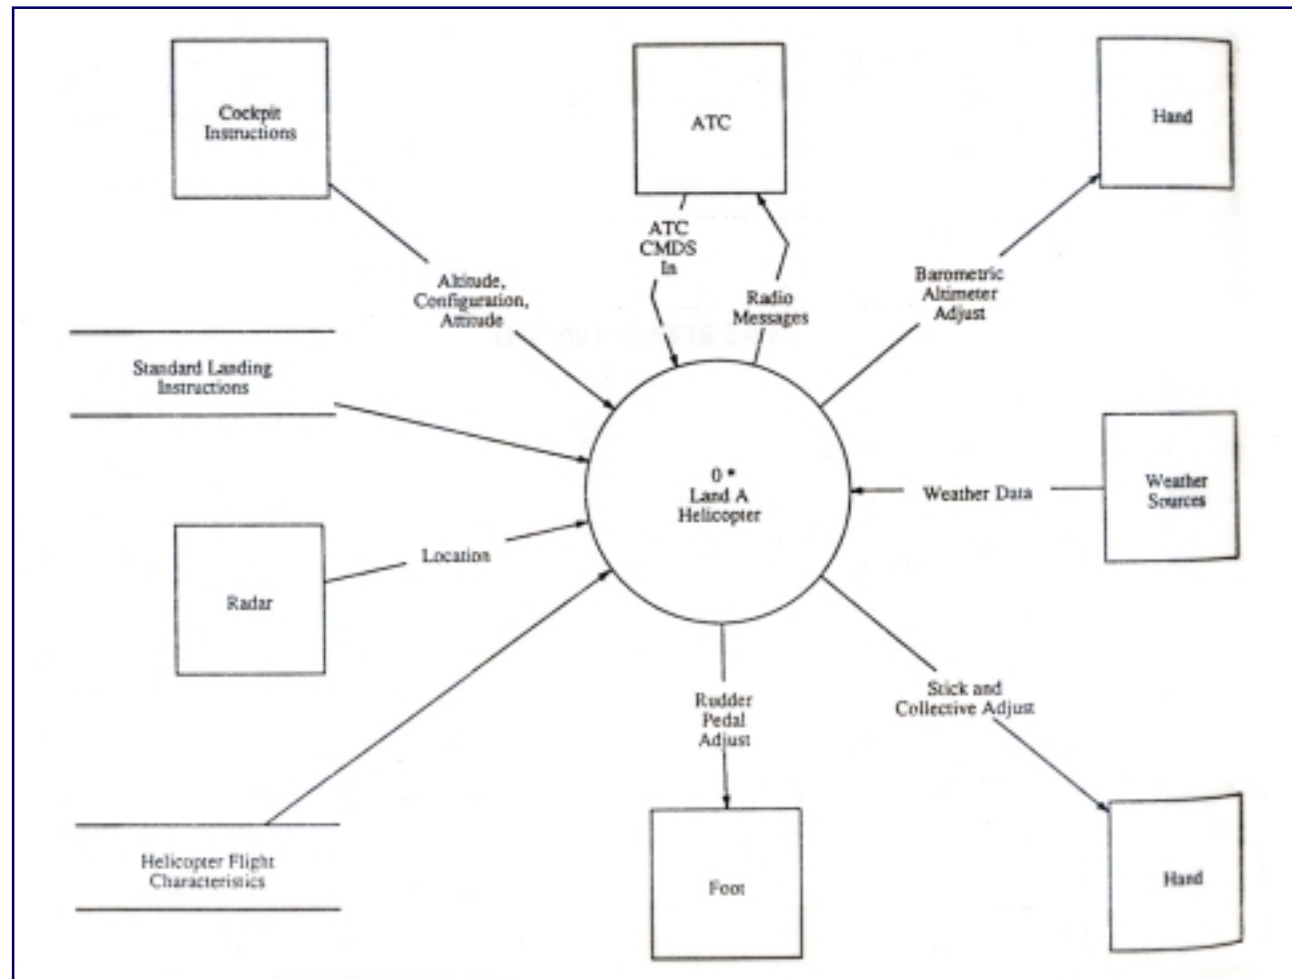 Cockpit
Instructions
ATC
Hand
ATC
CMDS
In
Radio
Messages
Barometric
Altimeter
Adjust
Altitude,
Configuration,
Attitude
Standard Landing
Instructions
0 *
Land A
Helicopter
Weather Data
Weather
Sources
Location
Radar
Rudder
Pedal
Adjust
Stick and
Collective Adjust
Helicopter Flight
Characteristics
Foot
Hand